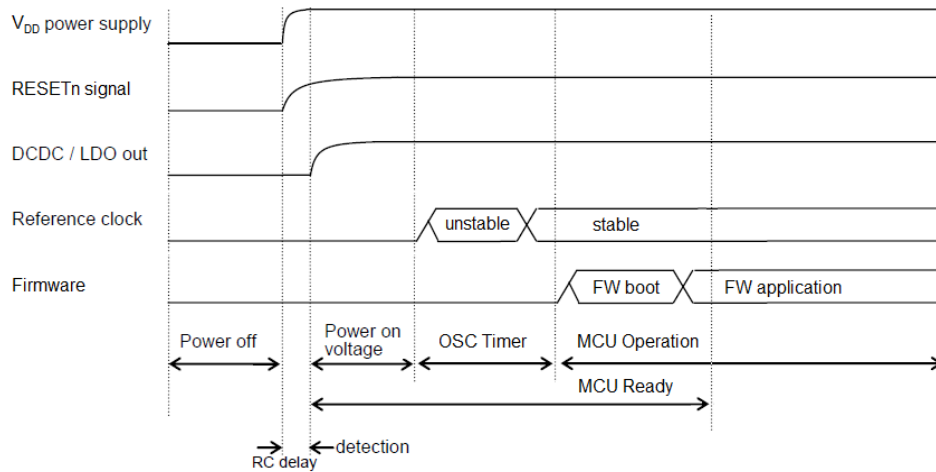 V_DD power supply
RESETn signal
DCDC / LDO out
Reference clock
unstable
stable
Firmware
FW boot
FW application
Power off
Power on
voltage
OSC Timer
MCU Operation
MCU Ready
detection
RC delay